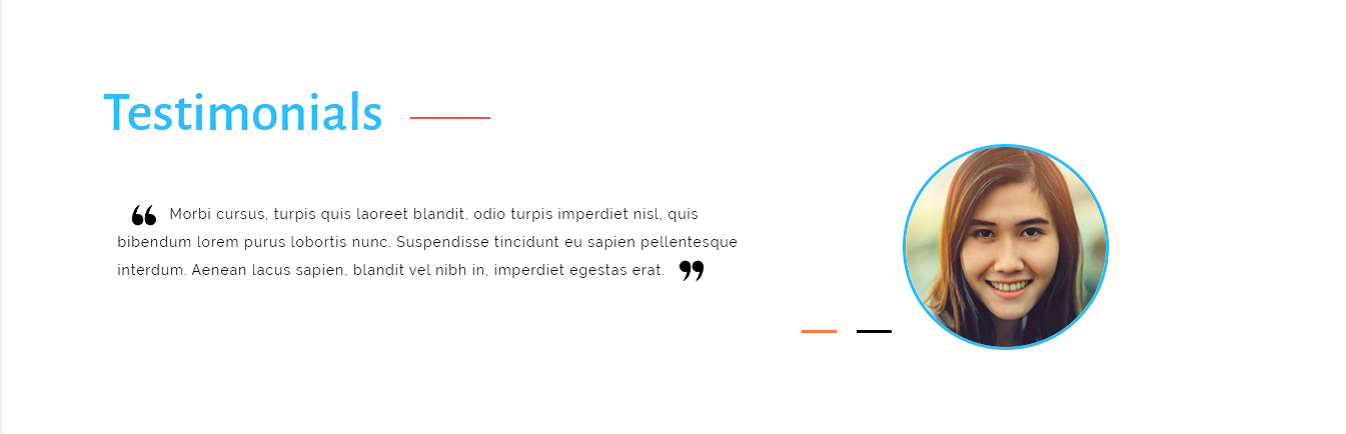 Testimonials
“ Morbi cursus, turpis quis laoreet blandit, odio turpis imperdiet nisl, quis
bibendum lorem purus lobortis nunc. Suspendisse tincidunt eu sapien pellentesque
interdum. Aenean lacus sapien, blandit vel nibh in, imperdiet egestas erat. ”